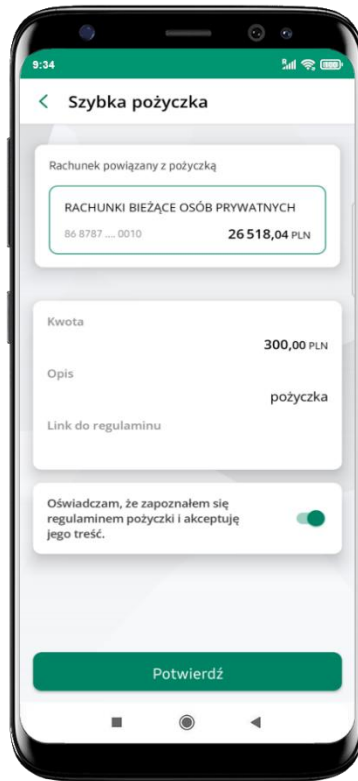 9:34
Szybka pożyczka
Rachunek powiązany z pożyczką
RACHUNKI BIEŻĄCE OSÓB PRYWATNYCH
86 8787 .... 0010 26 518,04 PLN
Kwota
300,00 PLN
Opis
pożyczka
Link do regulaminu
Oświadczam, że zapoznałem się
regulaminem pożyczki i akceptuję
jego treść.
Potwierdź